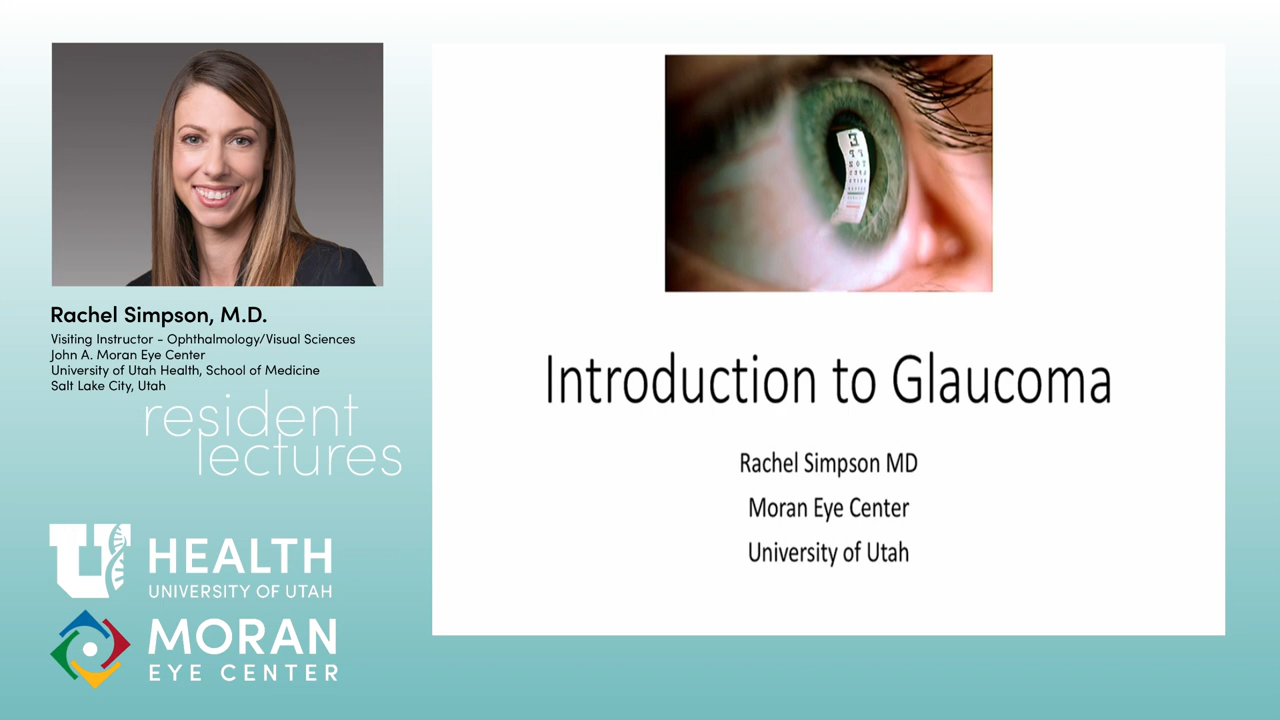 Rachel Simpson, M.D.
Visiting Instructor - Ophthalmology/Visual Sciences
John A. Moran Eye Center
University of Utah Health, School of Medicine
Salt Lake City, Utah
resident
lectures
U HEALTH
UNIVERSITY OF UTAH
MORAN
EYE CENTER
E
Introduction to Glaucoma
Rachel Simpson MD
Moran Eye Center
University of Utah